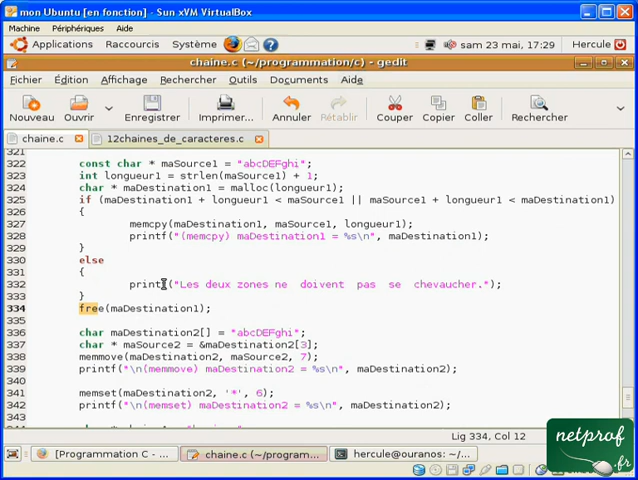 mon Ubuntu [en fonction] - Sun xVM VirtualBox
Machine Périphériques Aide
Applications Raccourcis Système sam 23 mai, 17:29 Hercule
chaine.c (~/programmation/c) - gedit
Fichier Édition Affichage Rechercher Outils Documents Aide
Nouveau Ouvrir Enregistrer Imprimer... Annuler Rétablir Couper Copier Coller Rechercher
chaine.c 12chaines_de_caracteres.c
321
322 const char * maSource1 = "abcDEFghi";
323 int longueur1 = strlen(maSource1) + 1;
324 char * maDestination1 = malloc(longueur1);
325 if (maDestination1 + longueur1 < maSource1 || maSource1 + longueur1 < maDestination1)
326 {
327 memcpy(maDestination1, maSource1, longueur1);
328 printf("(memcpy) maDestination1 = %s\n", maDestination1);
329 }
330 else
331 {
332 printf("Les deux zones ne doivent pas se chevaucher.");
333 }
334 free(maDestination1);
335
336 char maDestination2[] = "abcDEFghi";
337 char * maSource2 = &maDestination2[3];
338 memmove(maDestination2, maSource2, 7);
339 printf("\n(memmove) maDestination2 = %s\n", maDestination2);
340
341 memset(maDestination2, '*', 6);
342 printf("\n(memset) maDestination2 = %s\n", maDestination2);
343
Lig 334, Col 12
[Programmation C - ... chaine.c (~/program... hercule@ouranos: ~/...
netprof
.fr